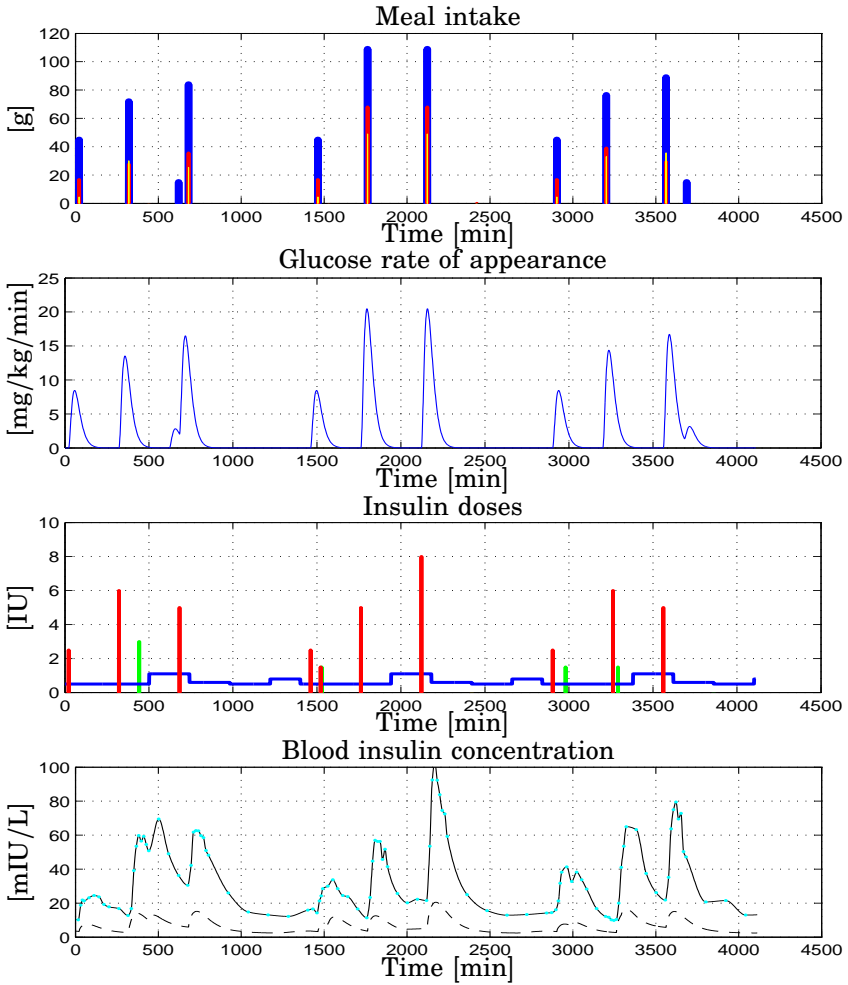 Meal intake
120
100
80
60
40
20
0
[g]
0 500 1000 1500 2000 2500 3000 3500 4000 4500
Time [min]
Glucose rate of appearance
25
20
15
10
5
0
[mg/kg/min]
0 500 1000 1500 2000 2500 3000 3500 4000 4500
Time [min]
Insulin doses
10
8
6
4
2
0
[IU]
0 500 1000 1500 2000 2500 3000 3500 4000 4500
Time [min]
Blood insulin concentration
100
80
60
40
20
0
[mIU/L]
0 500 1000 1500 2000 2500 3000 3500 4000 4500
Time [min]